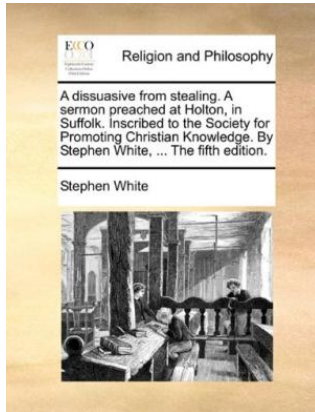 ECCO
Religion and Philosophy
A dissuasive from stealing. A
sermon preached at Holton, in
Suffolk. Inscribed to the Society for
Promoting Christian Knowledge. By
Stephen White, ... The fifth edition.
Stephen White